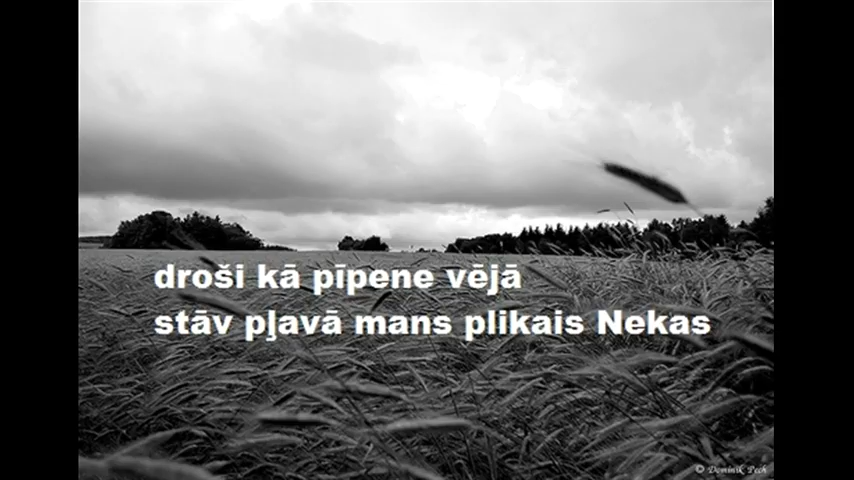 droši kā pīpene vējā
stāv pļavā mans plikais Nekas
© Dominik Pech